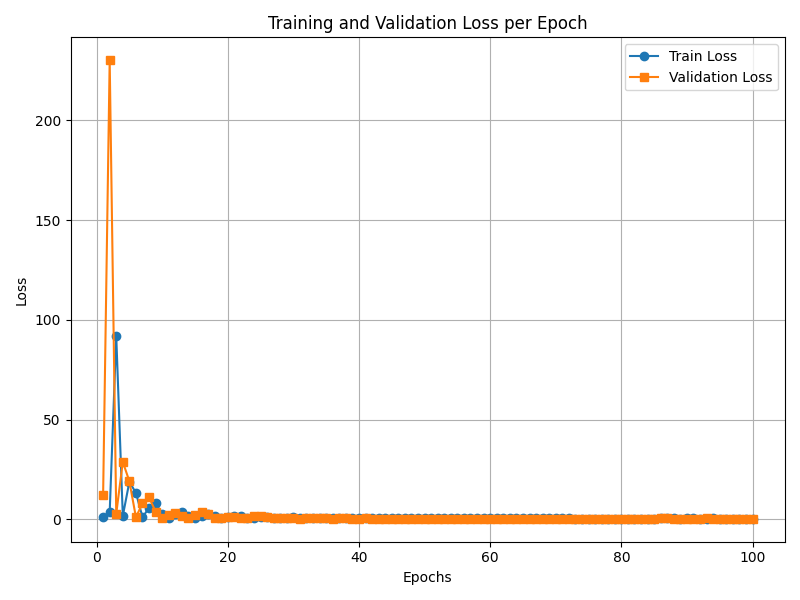 Training and Validation Loss per Epoch
Train Loss
Validation Loss
200
150
100
50
0
Loss
0 20 40 60 80 100
Epochs